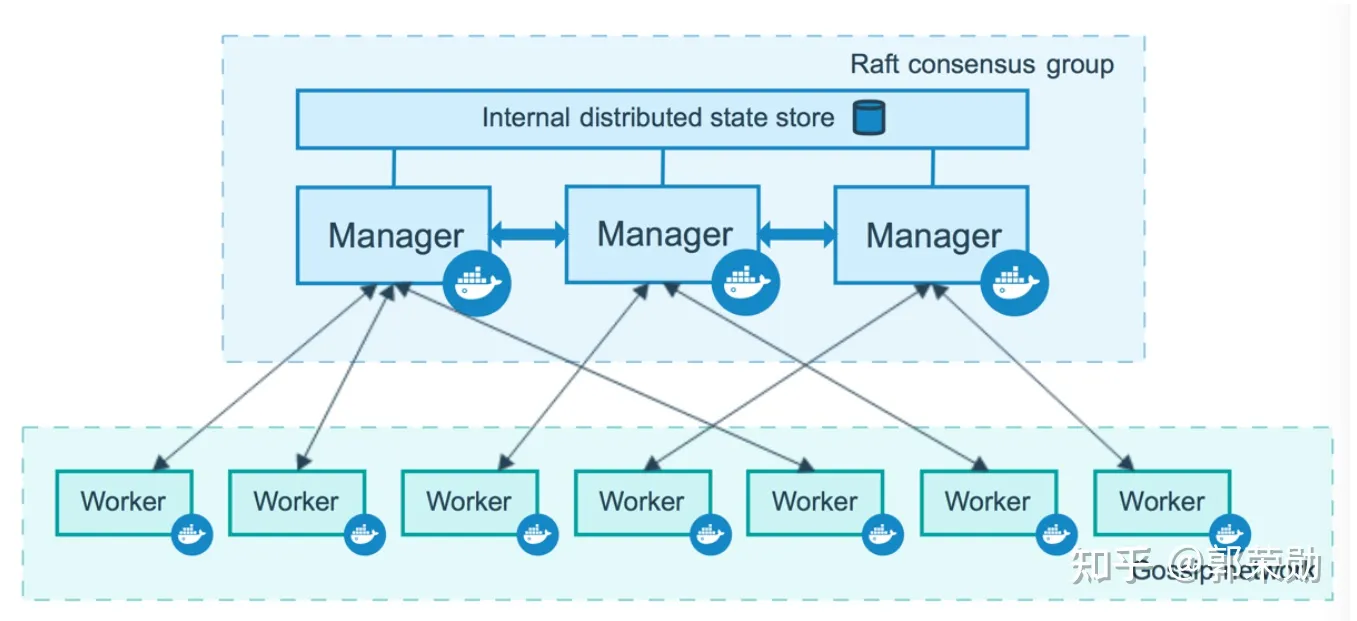 Raft consensus group
Internal distributed state store
Manager
Manager
Manager
Worker
Worker
Worker
Worker
Worker
Worker
Worker
Gossip network
知乎 @郭荣勋